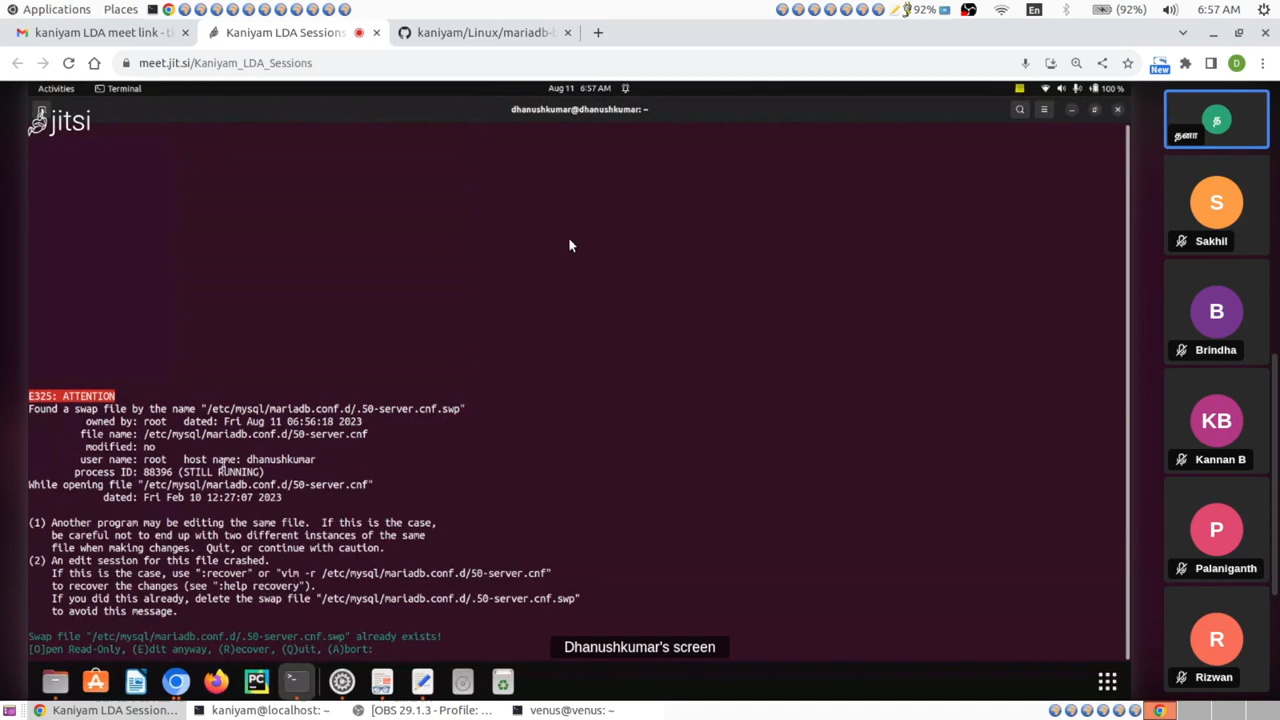 Applications Places 92% En (92%) 6:57 AM
kaniyam LDA meet link - t
Kaniyam LDA Sessions
kaniyam/Linux/mariadb-
meet.jit.si/Kaniyam_LDA_Sessions
New
D
Activities Terminal Aug 11 6:57 AM 100 %
dhanushkumar@dhanushkumar: ~
jitsi
E325: ATTENTION
Found a swap file by the name "/etc/mysql/mariadb.conf.d/.50-server.cnf.swp"
owned by: root dated: Fri Aug 11 06:56:18 2023
file name: /etc/mysql/mariadb.conf.d/50-server.cnf
modified: no
user name: root host name: dhanushkumar
process ID: 88396 (STILL RUNNING)
While opening file "/etc/mysql/mariadb.conf.d/50-server.cnf"
dated: Fri Feb 10 12:27:07 2023
(1) Another program may be editing the same file. If this is the case,
be careful not to end up with two different instances of the same
file when making changes. Quit, or continue with caution.
(2) An edit session for this file crashed.
If this is the case, use ":recover" or "vim -r /etc/mysql/mariadb.conf.d/50-server.cnf"
to recover the changes (see ":help recovery").
If you did this already, delete the swap file "/etc/mysql/mariadb.conf.d/.50-server.cnf.swp"
to avoid this message.
Swap file "/etc/mysql/mariadb.conf.d/.50-server.cnf.swp" already exists!
[O]pen Read-Only, (E)dit anyway, (R)ecover, (Q)uit, (A)bort:
Dhanushkumar's screen
த
தனா
S
Sakhil
B
Brindha
KB
Kannan B
P
Palaniganth
R
Rizwan
Kaniyam LDA Session...
kaniyam@localhost: ~
[OBS 29.1.3 - Profile: ...
venus@venus: ~